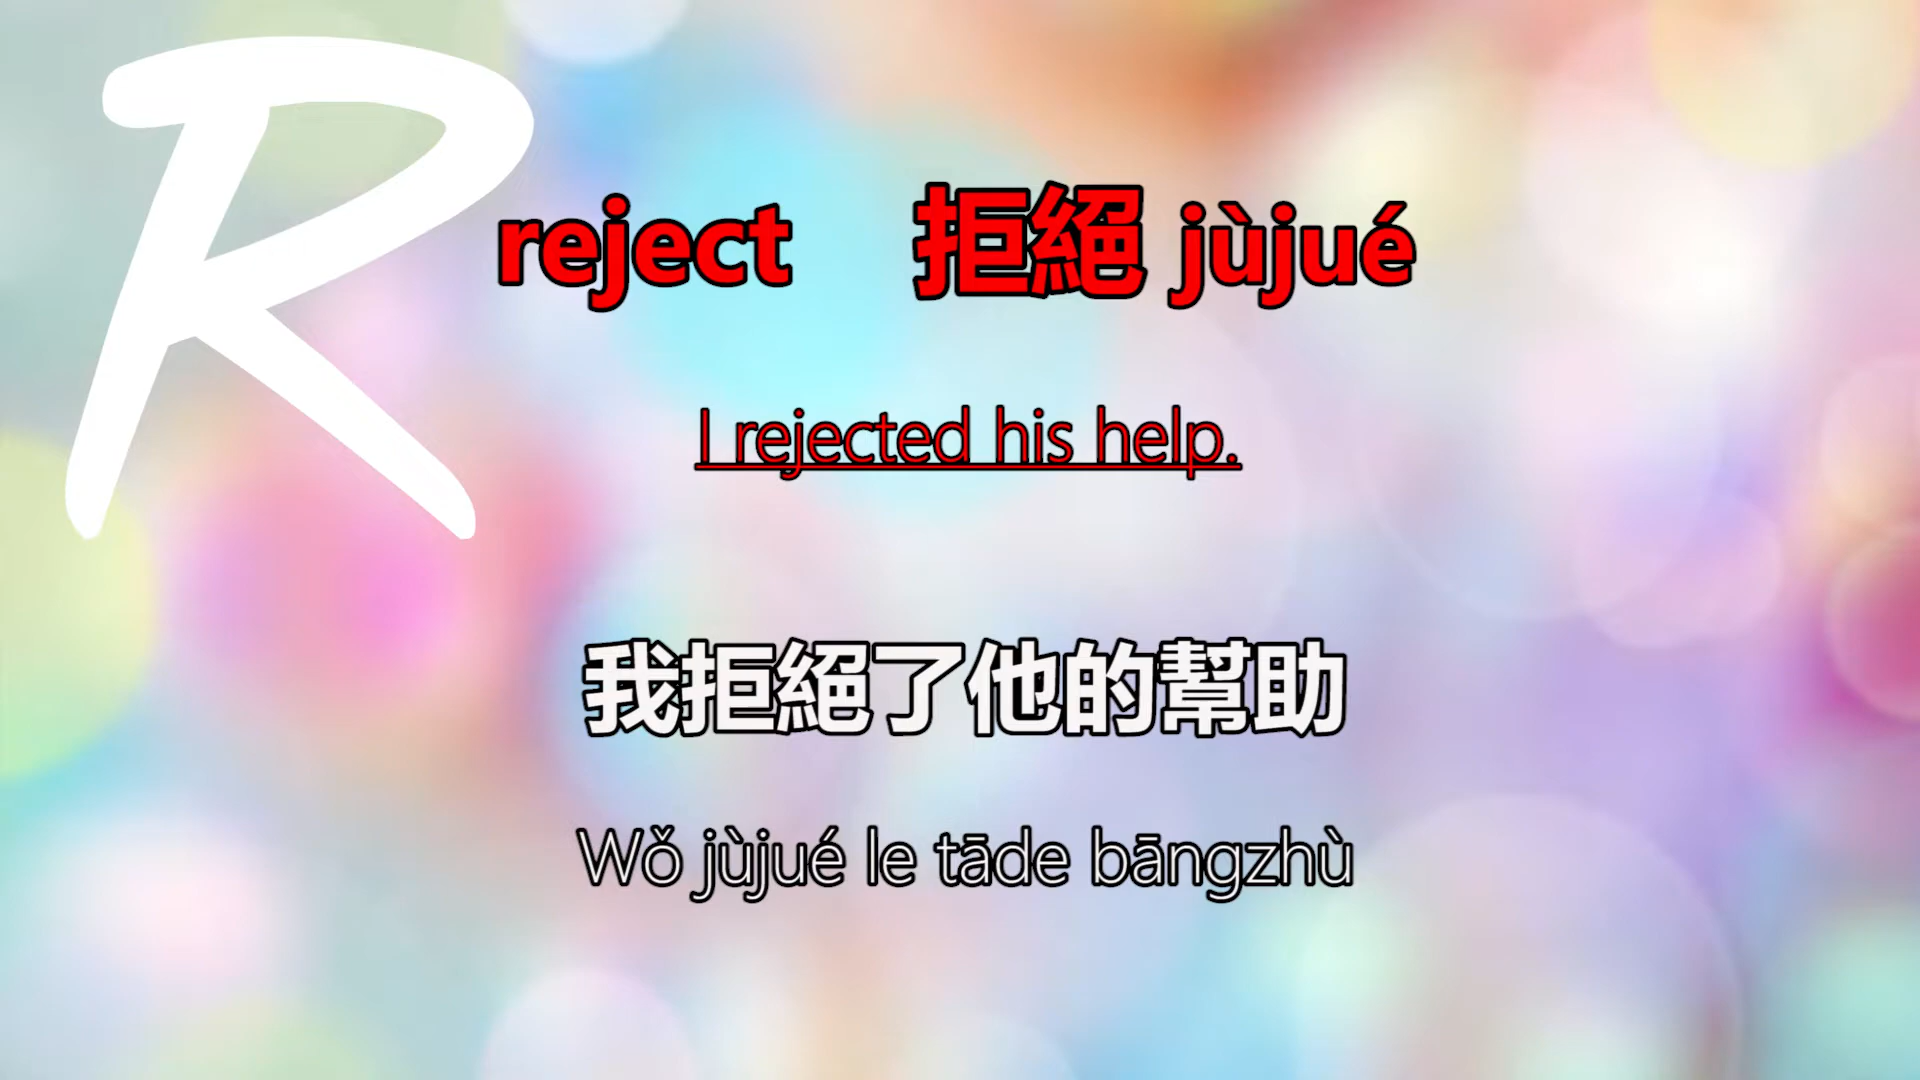 R
reject 拒絕 jùjué
I rejected his help.
我拒絕了他的幫助
Wǒ jùjué le tāde bāngzhù